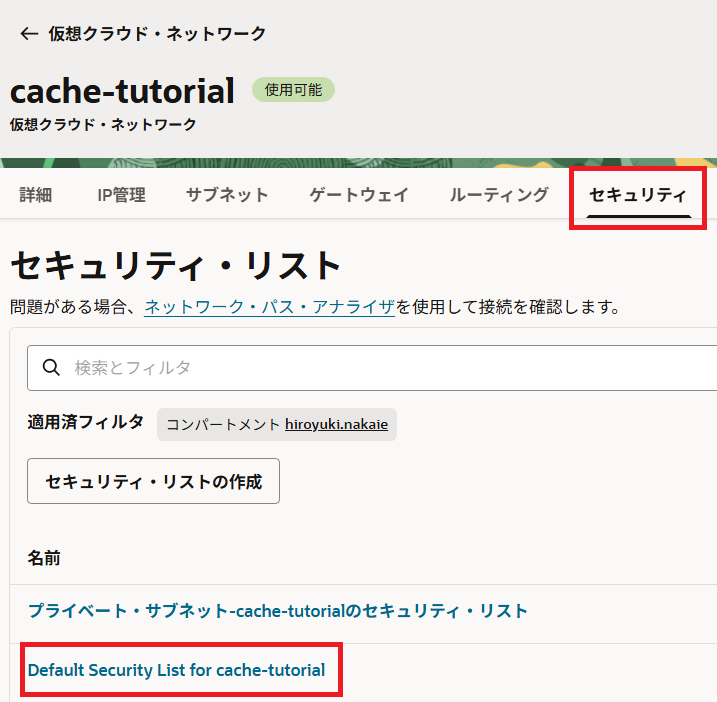 ← 仮想クラウド・ネットワーク
cache-tutorial 使用可能
仮想クラウド・ネットワーク
詳細 IP管理 サブネット ゲートウェイ ルーティング セキュリティ
セキュリティ・リスト
問題がある場合、ネットワーク・パス・アナライザを使用して接続を確認します。
検索とフィルタ
適用済フィルタ コンパートメント hiroyuki.nakaie
セキュリティ・リストの作成
名前
プライベート・サブネット-cache-tutorialのセキュリティ・リスト
Default Security List for cache-tutorial